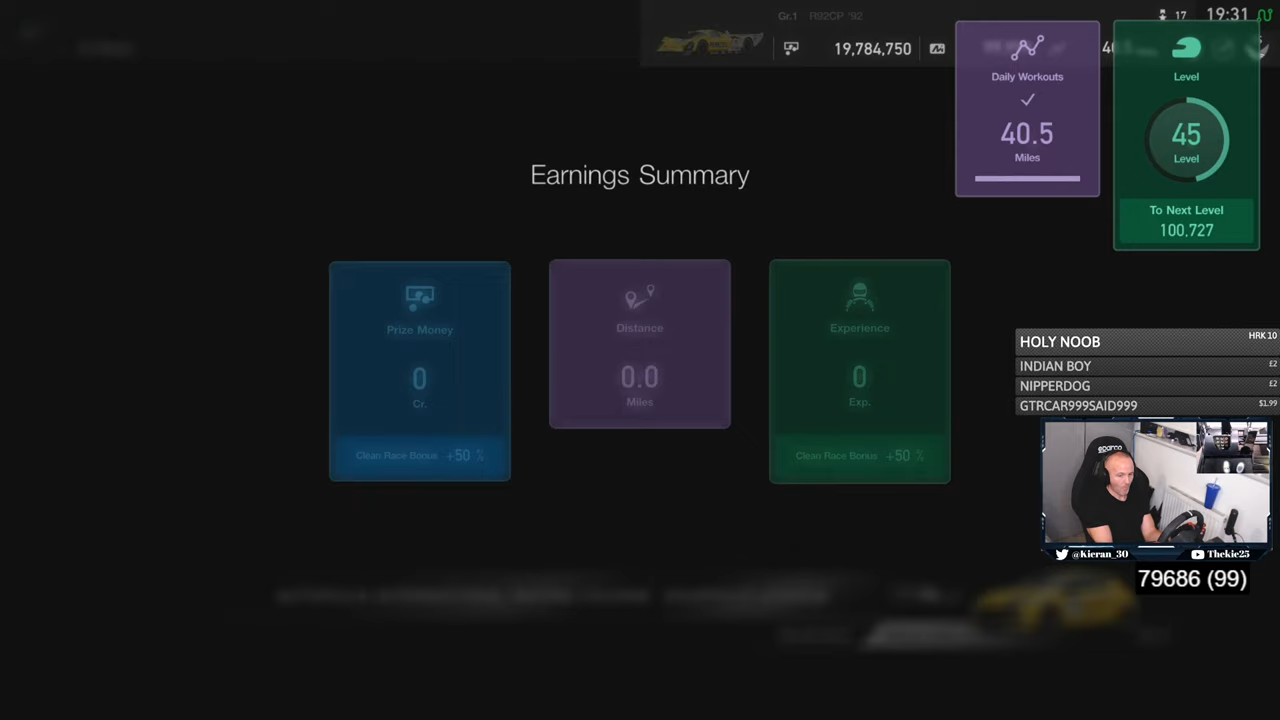 Gr.1 R92CP '92
17 19:31
19,784,750
Daily Workouts
40.5
Miles
Level
45
Level
To Next Level
100,727
Earnings Summary
Prize Money
0
Cr.
Clean Race Bonus +50 %
Distance
0.0
Miles
Experience
0
Exp.
Clean Race Bonus +50 %
HOLY NOOB HRK 10
INDIAN BOY £2
NIPPERDOG £2
GTRCAR999SAID999 $1.99
sparco
@Kieran_30 Thekie25
79686 (99)